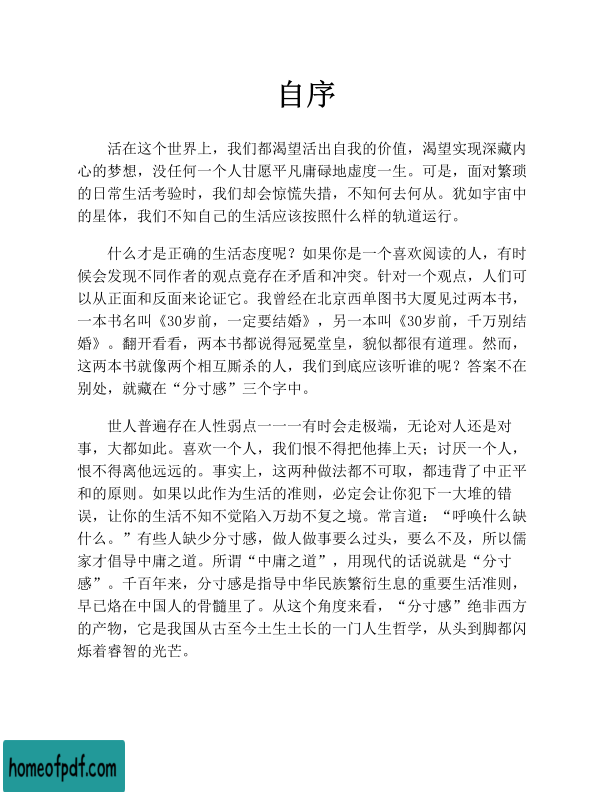 自序
活在这个世界上，我们都渴望活出自我的价值，渴望实现深藏内
心的梦想，没任何一个人甘愿平凡庸碌地虚度一生。可是，面对繁琐
的日常生活考验时，我们却会惊慌失措，不知何去何从。犹如宇宙中
的星体，我们不知自己的生活应该按照什么样的轨道运行。
什么才是正确的生活态度呢？如果你是一个喜欢阅读的人，有时
候会发现不同作者的观点竟存在矛盾和冲突。针对一个观点，人们可
以从正面和反面来论证它。我曾经在北京西单图书大厦见过两本书，
一本书名叫《30岁前，一定要结婚》，另一本叫《30岁前，千万别结
婚》。翻开看看，两本书都说得冠冕堂皇，貌似都很有道理。然而，
这两本书就像两个相互厮杀的人，我们到底应该听谁的呢？答案不在
别处，就藏在“分寸感”三个字中。
世人普遍存在人性弱点一一一有时会走极端，无论对人还是对
事，大都如此。喜欢一个人，我们恨不得把他捧上天；讨厌一个人，
恨不得离他远远的。事实上，这两种做法都不可取，都违背了中正平
和的原则。如果以此作为生活的准则，必定会让你犯下一大堆的错
误，让你的生活不知不觉陷入万劫不复之境。常言道：“呼唤什么缺
什么。”有些人缺少分寸感，做人做事要么过头，要么不及，所以儒
家才倡导中庸之道。所谓“中庸之道”，用现代的话说就是“分寸
感”。千百年来，分寸感是指导中华民族繁衍生息的重要生活准则，
早已烙在中国人的骨髓里了。从这个角度来看，“分寸感”绝非西方
的产物，它是我国从古至今土生土长的一门人生哲学，从头到脚都闪
烁着睿智的光芒。
homeofpdf.com